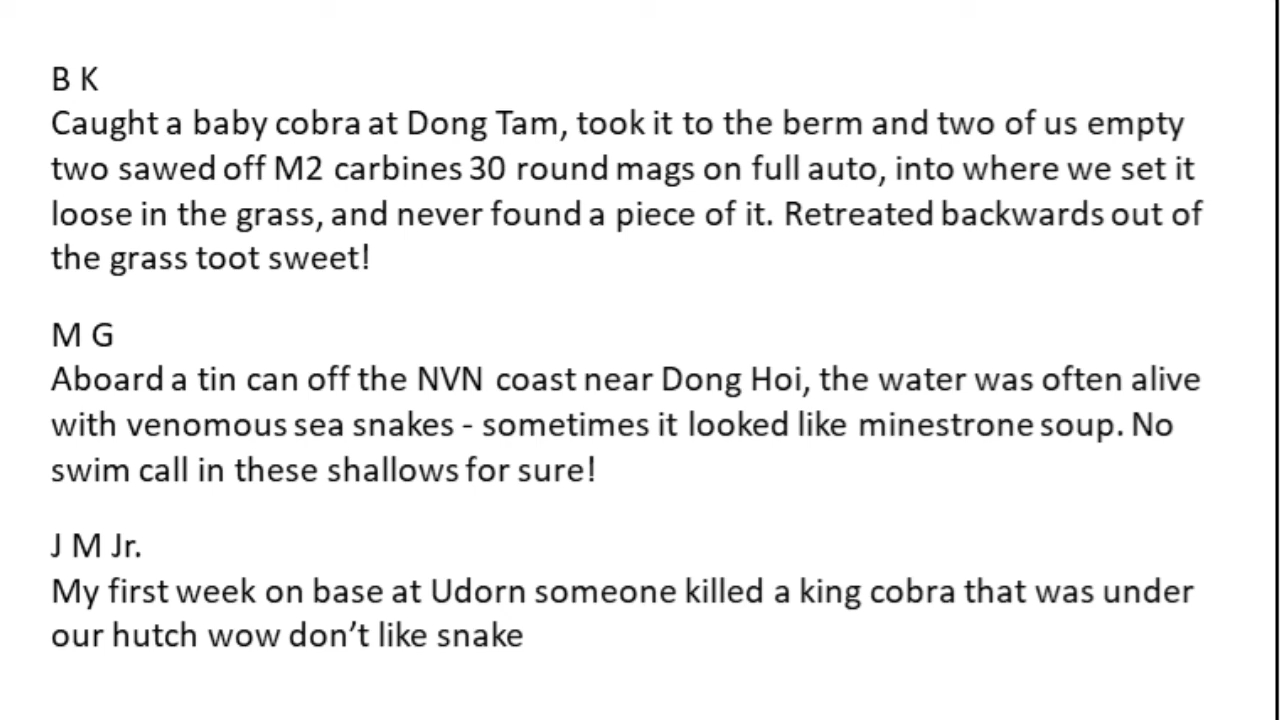 B K
Caught a baby cobra at Dong Tam, took it to the berm and two of us empty
two sawed off M2 carbines 30 round mags on full auto, into where we set it
loose in the grass, and never found a piece of it. Retreated backwards out of
the grass toot sweet!
M G
Aboard a tin can off the NVN coast near Dong Hoi, the water was often alive
with venomous sea snakes - sometimes it looked like minestrone soup. No
swim call in these shallows for sure!
J M Jr.
My first week on base at Udorn someone killed a king cobra that was under
our hutch wow don’t like snake